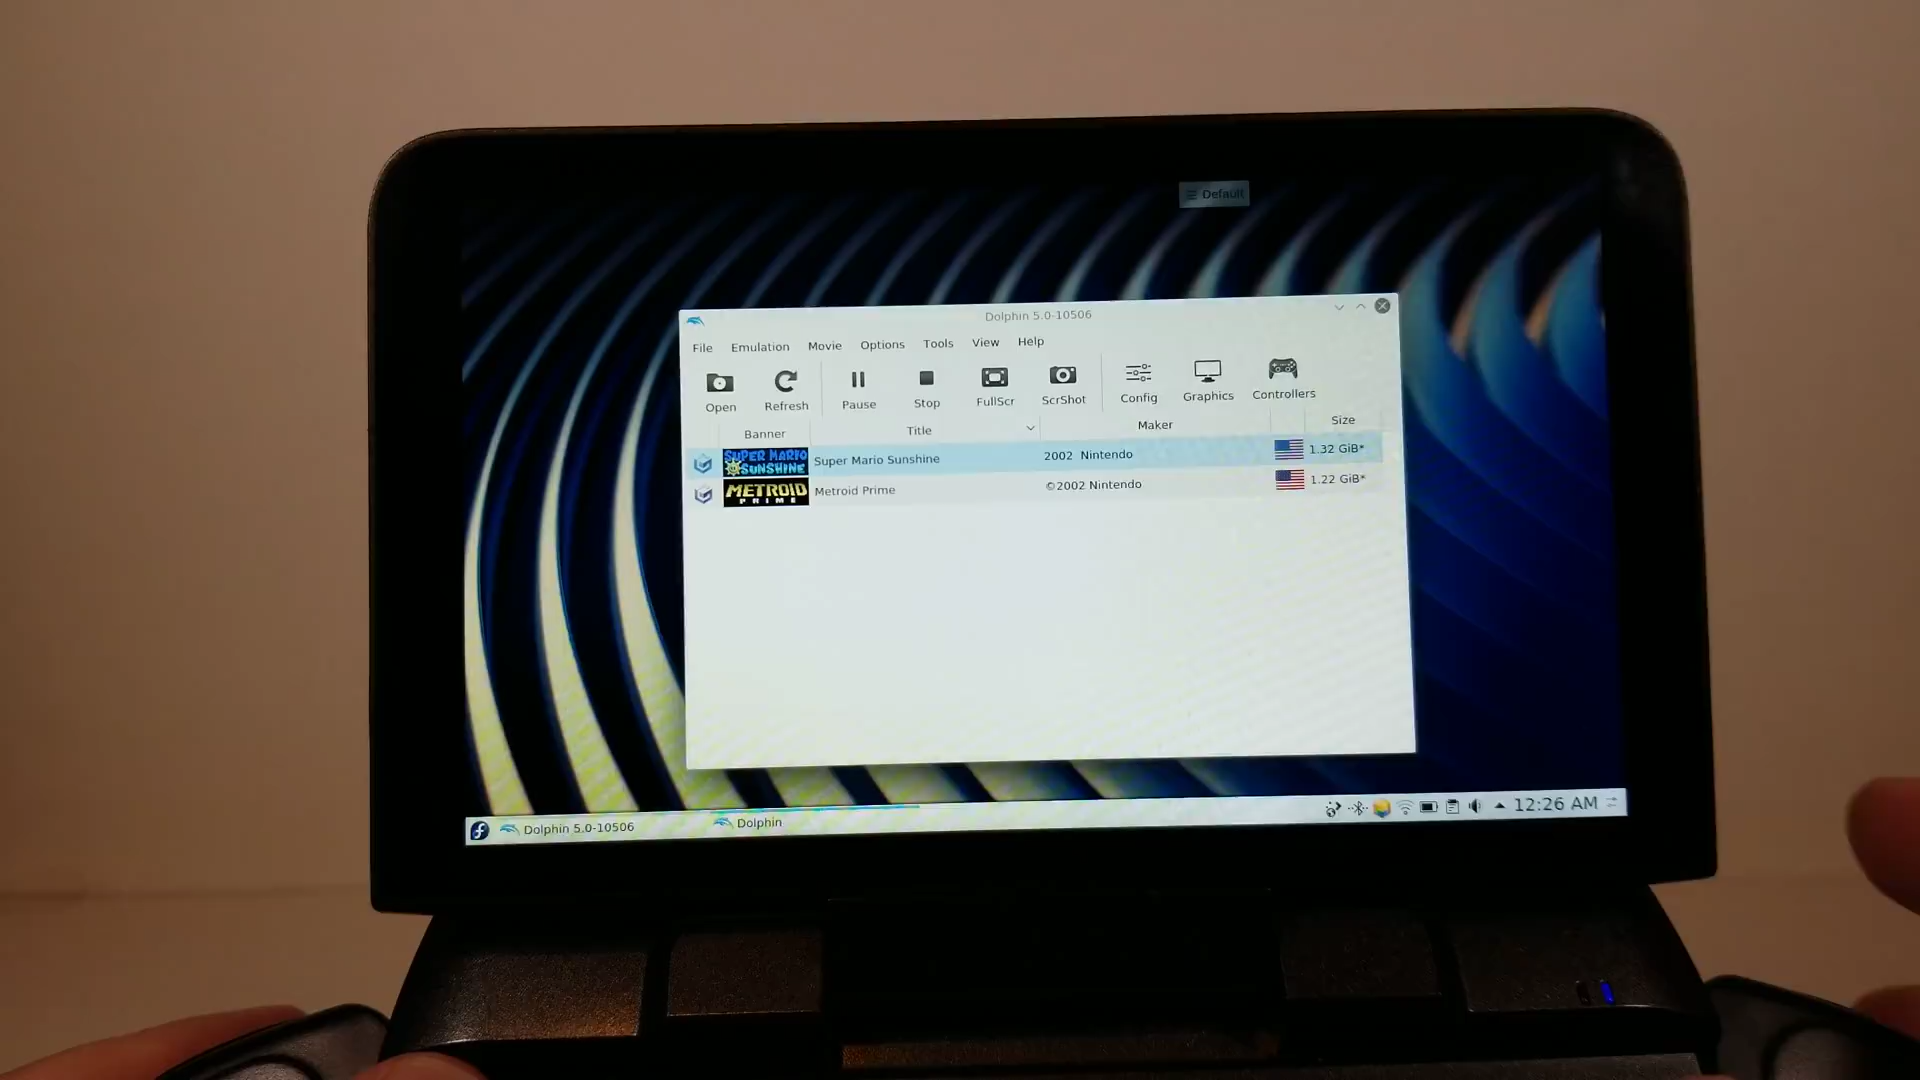 Default
Dolphin 5.0-10506
File Emulation Movie Options Tools View Help
Open Refresh Pause Stop FullScr ScrShot Config Graphics Controllers
Banner Title Maker Size
SUPER MARIO SUNSHINE Super Mario Sunshine 2002 Nintendo 1.32 GiB*
METROID PRIME Metroid Prime ©2002 Nintendo 1.22 GiB*
Dolphin 5.0-10506 Dolphin 12:26 AM